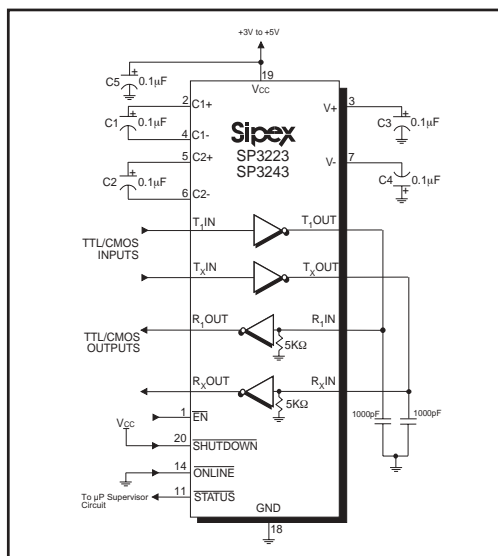 +3V to +5V
19
VCC
C5 + 0.1µF
2 C1+
C1 + 0.1µF
4 C1-
5 C2+
C2 + 0.1µF
6 C2-
Sipex
SP3223
SP3243
V+ 3
C3 + 0.1µF
V- 7
C4 + 0.1µF
TTL/CMOS
INPUTS
T1IN
T1OUT
TXIN
TXOUT
TTL/CMOS
OUTPUTS
R1OUT
R1IN
5KΩ
RXOUT
RXIN
5KΩ
1000pF
1000pF
1 EN
VCC
20 SHUTDOWN
14 ONLINE
To µP Supervisor
Circuit
11 STATUS
GND
18